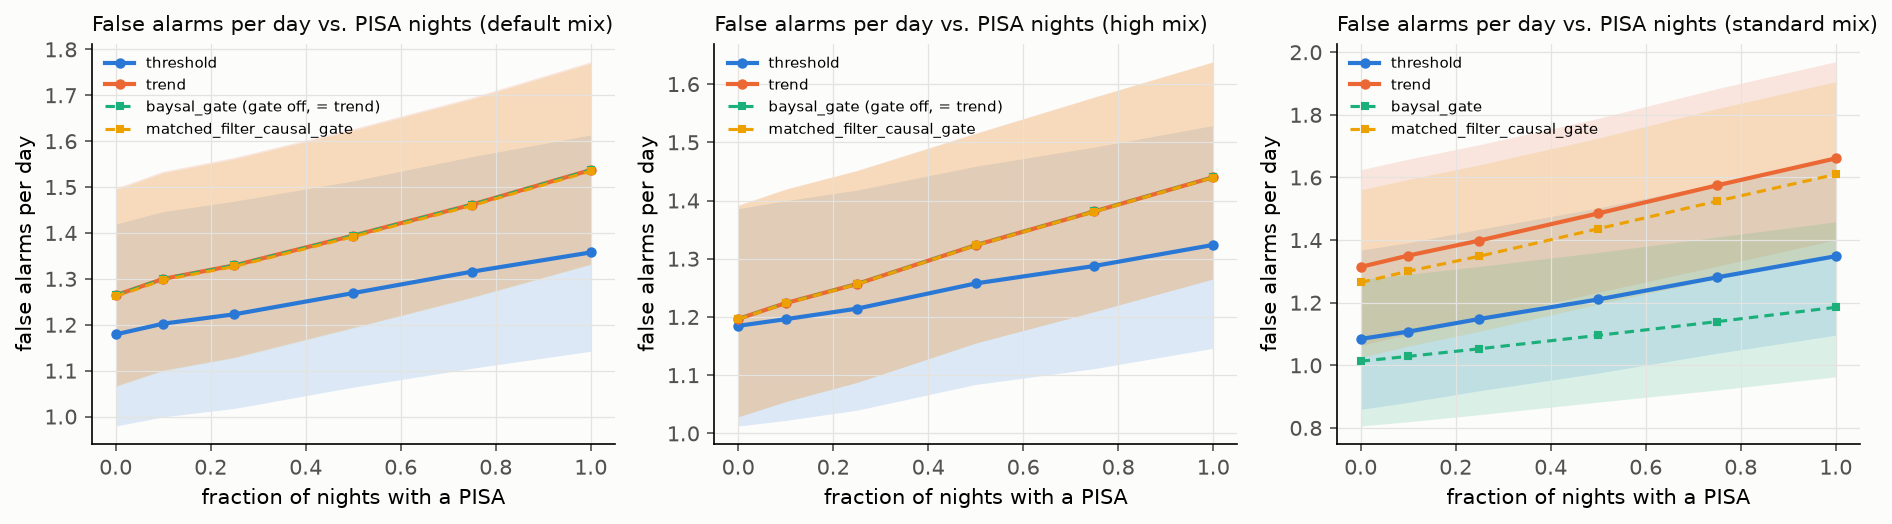 False alarms per day vs. PISA nights (default mix)
false alarms per day
1.8
1.7
1.6
1.5
1.4
1.3
1.2
1.1
1.0
threshold
trend
baysal_gate (gate off, = trend)
matched_filter_causal_gate
0.0 0.2 0.4 0.6 0.8 1.0
fraction of nights with a PISA
False alarms per day vs. PISA nights (high mix)
false alarms per day
1.6
1.5
1.4
1.3
1.2
1.1
1.0
threshold
trend
baysal_gate (gate off, = trend)
matched_filter_causal_gate
0.0 0.2 0.4 0.6 0.8 1.0
fraction of nights with a PISA
False alarms per day vs. PISA nights (standard mix)
false alarms per day
2.0
1.8
1.6
1.4
1.2
1.0
0.8
threshold
trend
baysal_gate
matched_filter_causal_gate
0.0 0.2 0.4 0.6 0.8 1.0
fraction of nights with a PISA